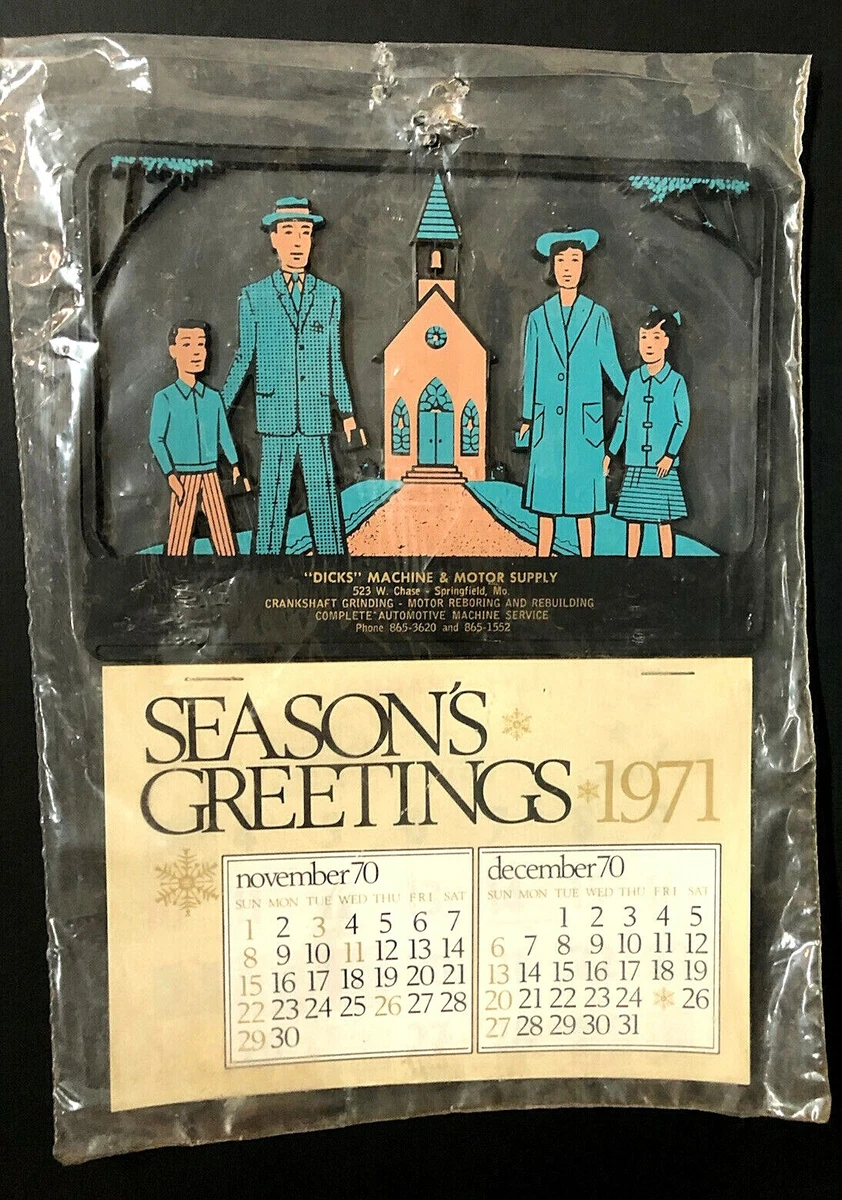 "DICKS" MACHINE & MOTOR SUPPLY
523 W. Chase - Springfield, Mo.
CRANKSHAFT GRINDING - MOTOR REBORING AND REBUILDING
COMPLETE AUTOMOTIVE MACHINE SERVICE
Phone 865-3620 and 865-1552
SEASON'S
GREETINGS 1971
november 70
SUN MON TUE WED THU FRI SAT
1 2 3 4 5 6 7
8 9 10 11 12 13 14
15 16 17 18 19 20 21
22 23 24 25 26 27 28
29 30
december 70
SUN MON TUE WED THU FRI SAT
1 2 3 4 5
6 7 8 9 10 11 12
13 14 15 16 17 18 19
20 21 22 23 24 26
27 28 29 30 31